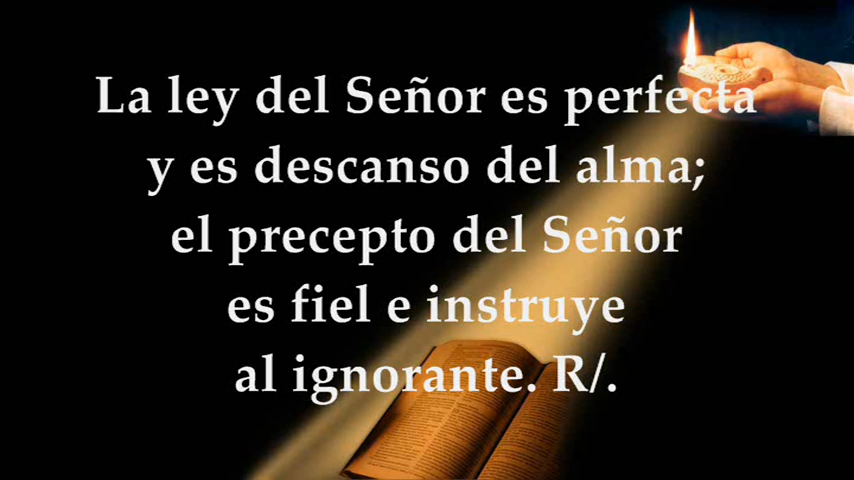 La ley del Señor es perfecta
y es descanso del alma;
el precepto del Señor
es fiel e instruye
al ignorante. R/.